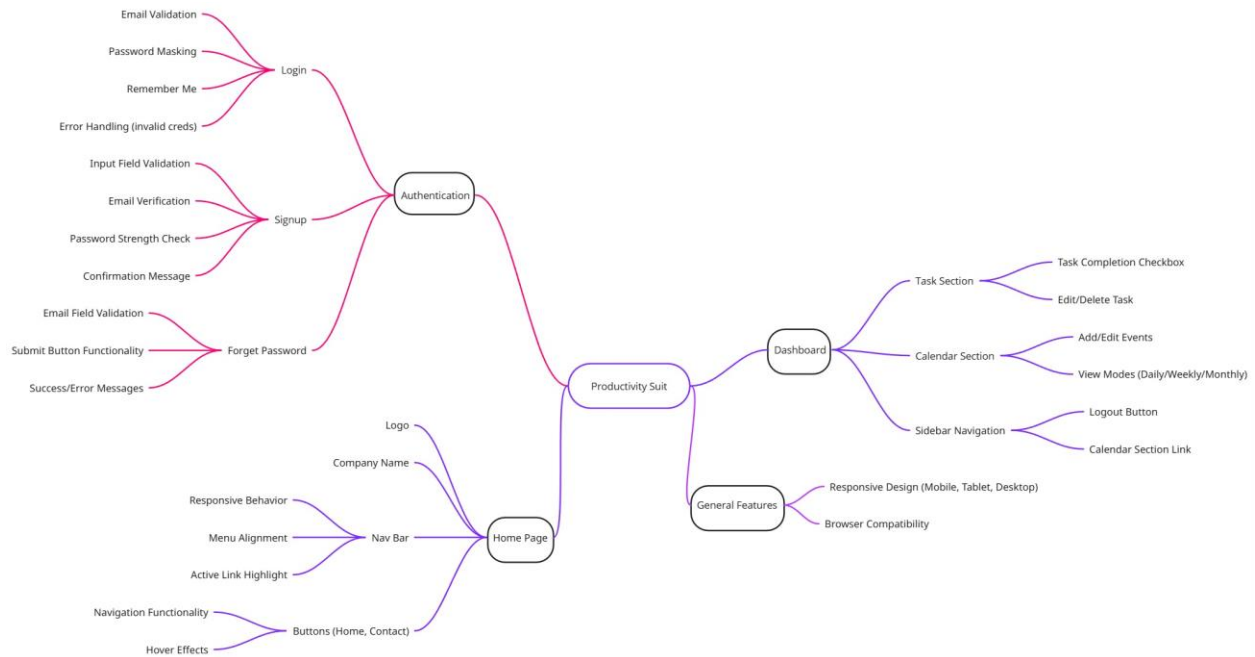 Email Validation
Password Masking
Login
Remember Me
Error Handling (invalid creds)
Input Field Validation
Authentication
Email Verification
Signup
Password Strength Check
Confirmation Message
Email Field Validation
Submit Button Functionality
Forget Password
Success/Error Messages
Productivity Suit
Logo
Company Name
Responsive Behavior
Menu Alignment
Nav Bar
Home Page
Active Link Highlight
Navigation Functionality
Buttons (Home, Contact)
Hover Effects
Task Completion Checkbox
Task Section
Edit/Delete Task
Add/Edit Events
Dashboard
Calendar Section
View Modes (Daily/Weekly/Monthly)
Logout Button
Sidebar Navigation
Calendar Section Link
Responsive Design (Mobile, Tablet, Desktop)
General Features
Browser Compatibility